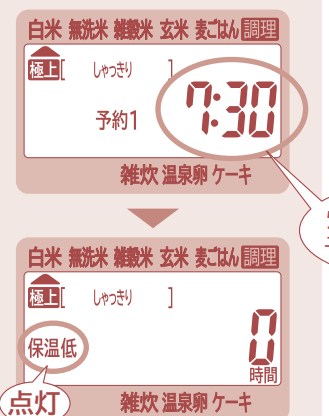 白米 無洗米 雑穀米 玄米 麦ごはん 調理
極上[ しゃっきり ]
予約1
7:30
雑炊 温泉卵 ケーキ
白米 無洗米 雑穀米 玄米 麦ごはん 調理
極上[ しゃっきり ]
保温低
0
時間
点灯
雑炊 温泉卵 ケーキ